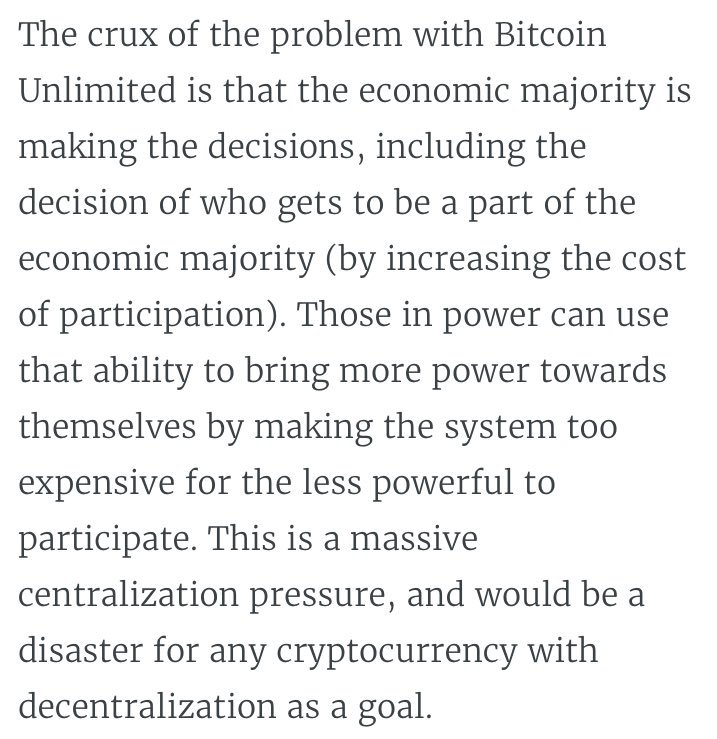 The crux of the problem with Bitcoin
Unlimited is that the economic majority is
making the decisions, including the
decision of who gets to be a part of the
economic majority (by increasing the cost
of participation). Those in power can use
that ability to bring more power towards
themselves by making the system too
expensive for the less powerful to
participate. This is a massive
centralization pressure, and would be a
disaster for any cryptocurrency with
decentralization as a goal.